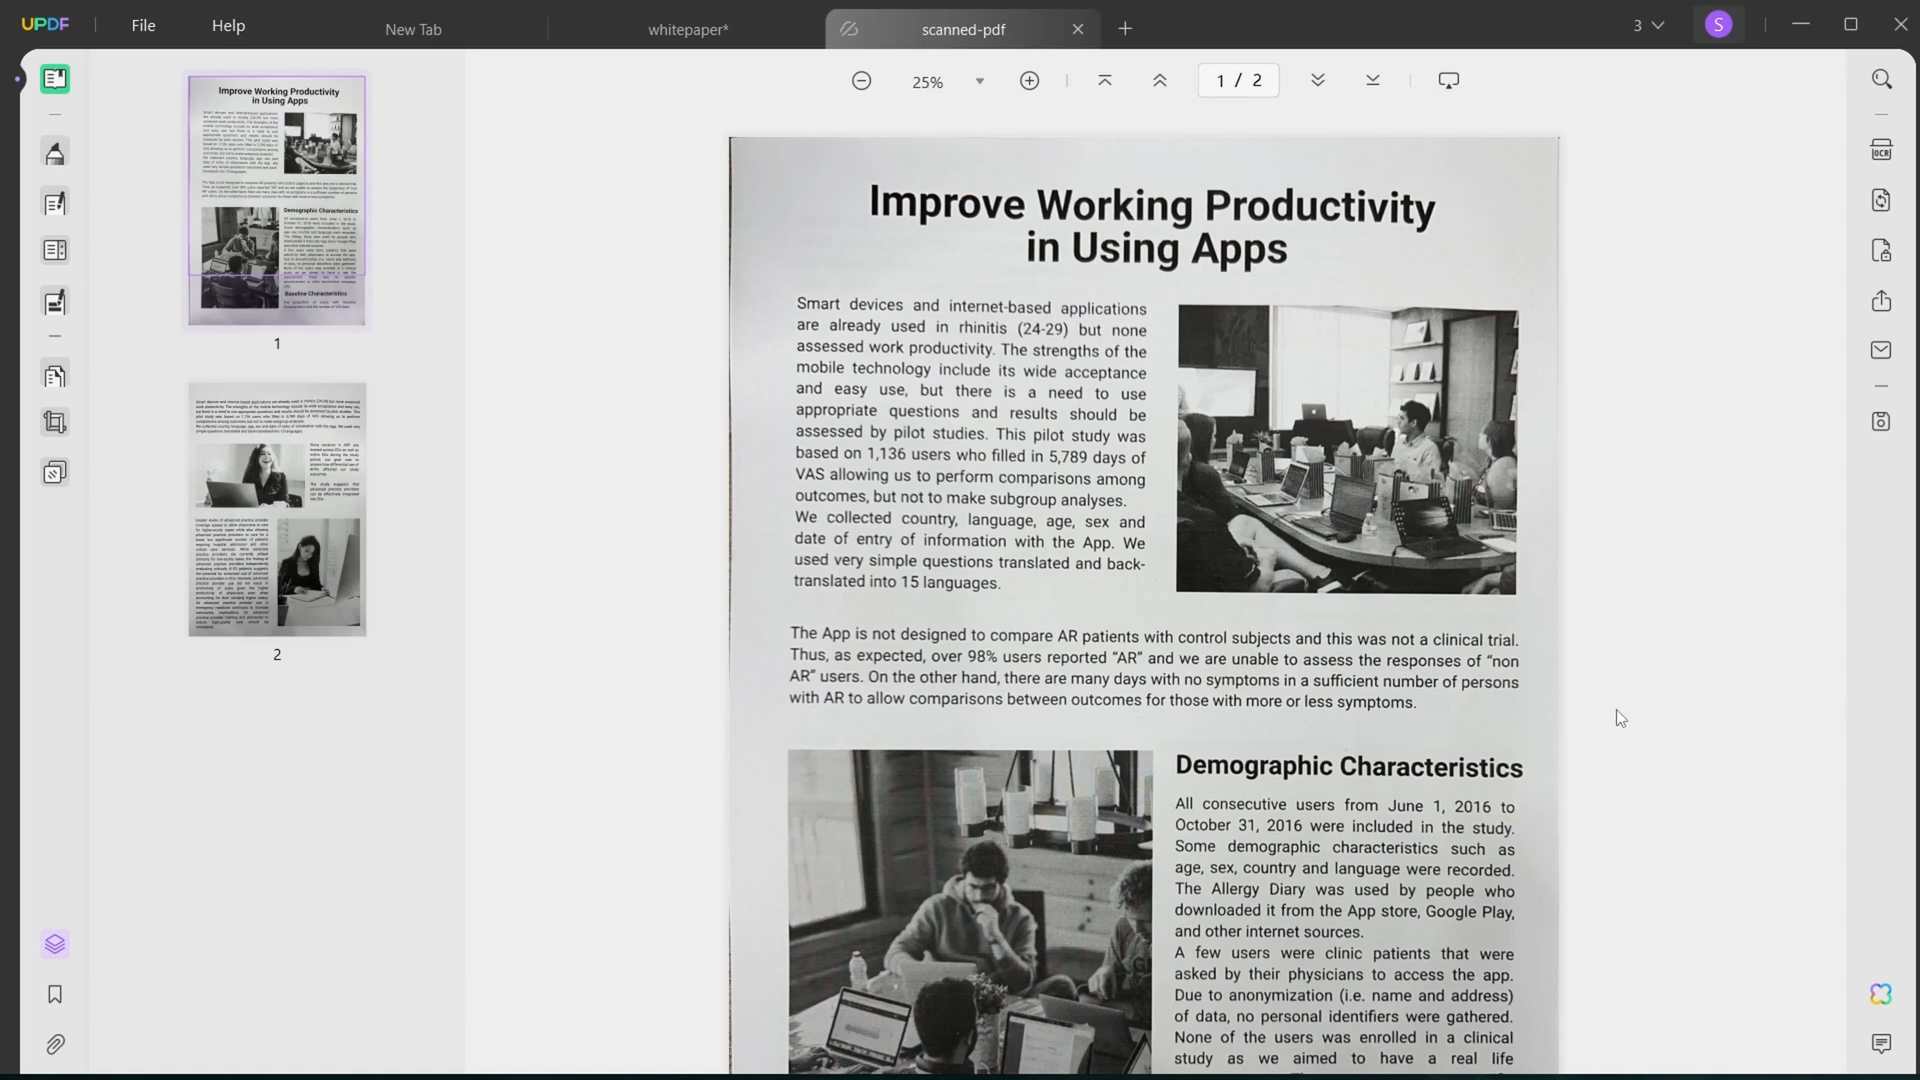 UPDF
File
Help
New Tab
whitepaper*
scanned-pdf
3
S
25%
1 / 2
OCR
Improve Working Productivity
in Using Apps
Demographic Characteristics
Baseline Characteristics
1
2
Improve Working Productivity
in Using Apps
Smart devices and internet-based applications
are already used in rhinitis (24-29) but none
assessed work productivity. The strengths of the
mobile technology include its wide acceptance
and easy use, but there is a need to use
appropriate questions and results should be
assessed by pilot studies. This pilot study was
based on 1,136 users who filled in 5,789 days of
VAS allowing us to perform comparisons among
outcomes, but not to make subgroup analyses.
We collected country, language, age, sex and
date of entry of information with the App. We
used very simple questions translated and back-
translated into 15 languages.
The App is not designed to compare AR patients with control subjects and this was not a clinical trial.
Thus, as expected, over 98% users reported “AR” and we are unable to assess the responses of “non
AR” users. On the other hand, there are many days with no symptoms in a sufficient number of persons
with AR to allow comparisons between outcomes for those with more or less symptoms.
Demographic Characteristics
All consecutive users from June 1, 2016 to
October 31, 2016 were included in the study.
Some demographic characteristics such as
age, sex, country and language were recorded.
The Allergy Diary was used by people who
downloaded it from the App store, Google Play,
and other internet sources.
A few users were clinic patients that were
asked by their physicians to access the app.
Due to anonymization (i.e. name and address)
of data, no personal identifiers were gathered.
None of the users was enrolled in a clinical
study as we aimed to have a real life